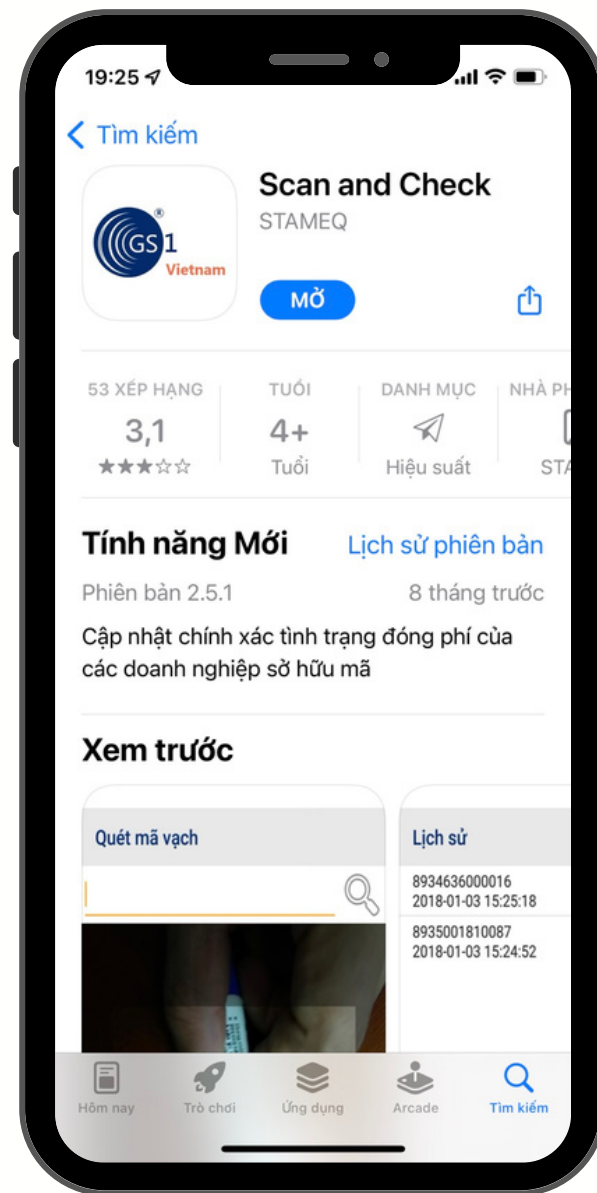 19:25
Tìm kiếm
Scan and Check
STAMEQ
GS1
®
Vietnam
MỞ
53 XẾP HẠNG
TUỔI
DANH MỤC
NHÀ PH
3,1
4+
Tuổi
Hiệu suất
STA
Tính năng Mới
Lịch sử phiên bản
Phiên bản 2.5.1
8 tháng trước
Cập nhật chính xác tình trạng đóng phí của
các doanh nghiệp sở hữu mã
Xem trước
Quét mã vạch
Lịch sử
8934636000016
2018-01-03 15:25:18
8935001810087
2018-01-03 15:24:52
Hôm nay
Trò chơi
Ứng dụng
Arcade
Tìm kiếm